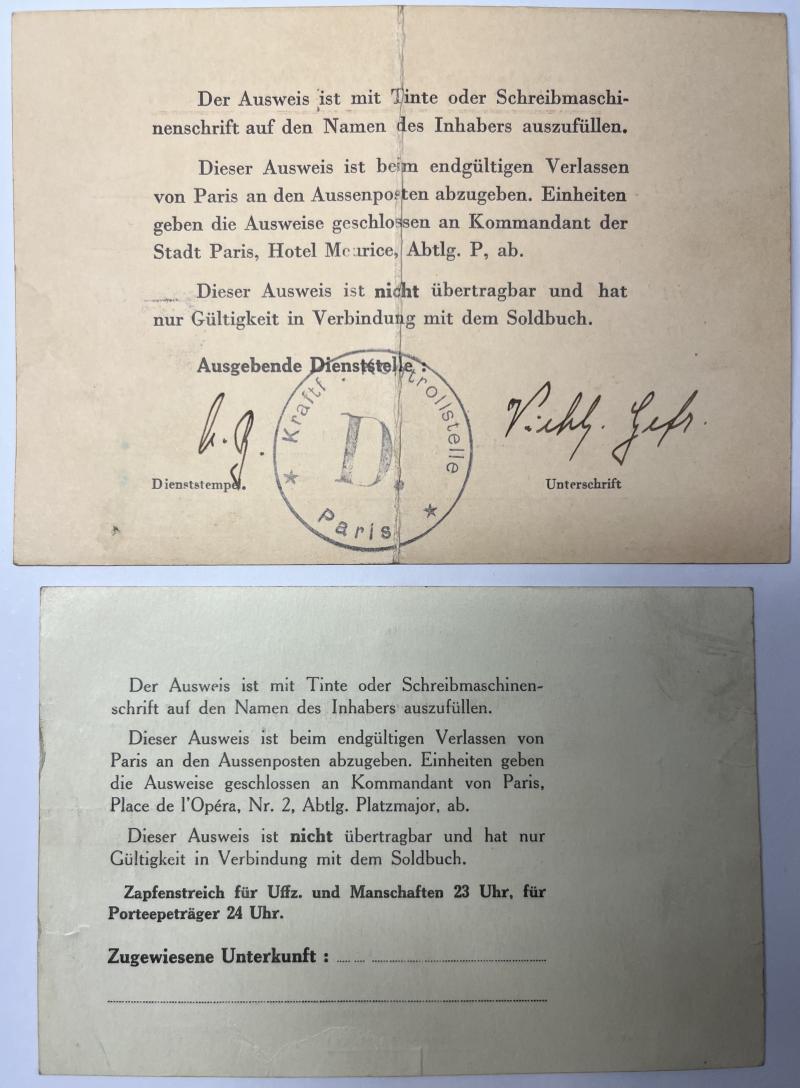 Der Ausweis ist mit Tinte oder Schreibmaschi-
nenschrift auf den Namen des Inhabers auszufüllen.
Dieser Ausweis ist beim endgültigen Verlassen
von Paris an den Aussenposten abzugeben. Einheiten
geben die Ausweise geschlossen an Kommandant der
Stadt Paris, Hotel Meurice, Abtlg. P, ab.
Dieser Ausweis ist nicht übertragbar und hat
nur Gültigkeit in Verbindung mit dem Soldbuch.
Ausgebende Dienststelle :
Kraftf. Kontrollstelle
D.
Paris
Gefr.
Dienststempel.
Unterschrift
Der Ausweis ist mit Tinte oder Schreibmaschinen-
schrift auf den Namen des Inhabers auszufüllen.
Dieser Ausweis ist beim endgültigen Verlassen von
Paris an den Aussenposten abzugeben. Einheiten geben
die Ausweise geschlossen an Kommandant von Paris,
Place de l'Opéra, Nr. 2, Abtlg. Platzmajor, ab.
Dieser Ausweis ist nicht übertragbar und hat nur
Gültigkeit in Verbindung mit dem Soldbuch.
Zapfenstreich für Uffz. und Manschaften 23 Uhr, für
Porteepeträger 24 Uhr.
Zugewiesene Unterkunft :